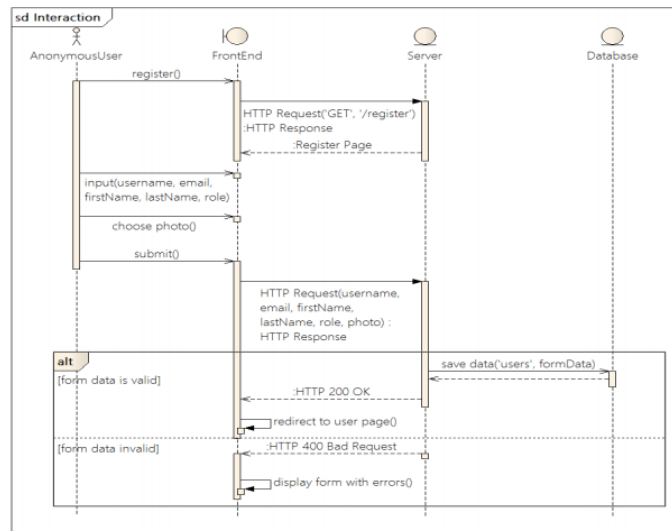 sd Interaction
AnonymousUser
FrontEnd
Server
Database
register()
HTTP Request('GET', '/register')
:HTTP Response
:Register Page
input(username, email,
firstName, lastName, role)
choose photo()
submit()
HTTP Request(username,
email, firstName,
lastName, role, photo) :
HTTP Response
alt
save data('users', formData)
[form data is valid]
:HTTP 200 OK
redirect to user page()
[form data invalid]
:HTTP 400 Bad Request
display form with errors()